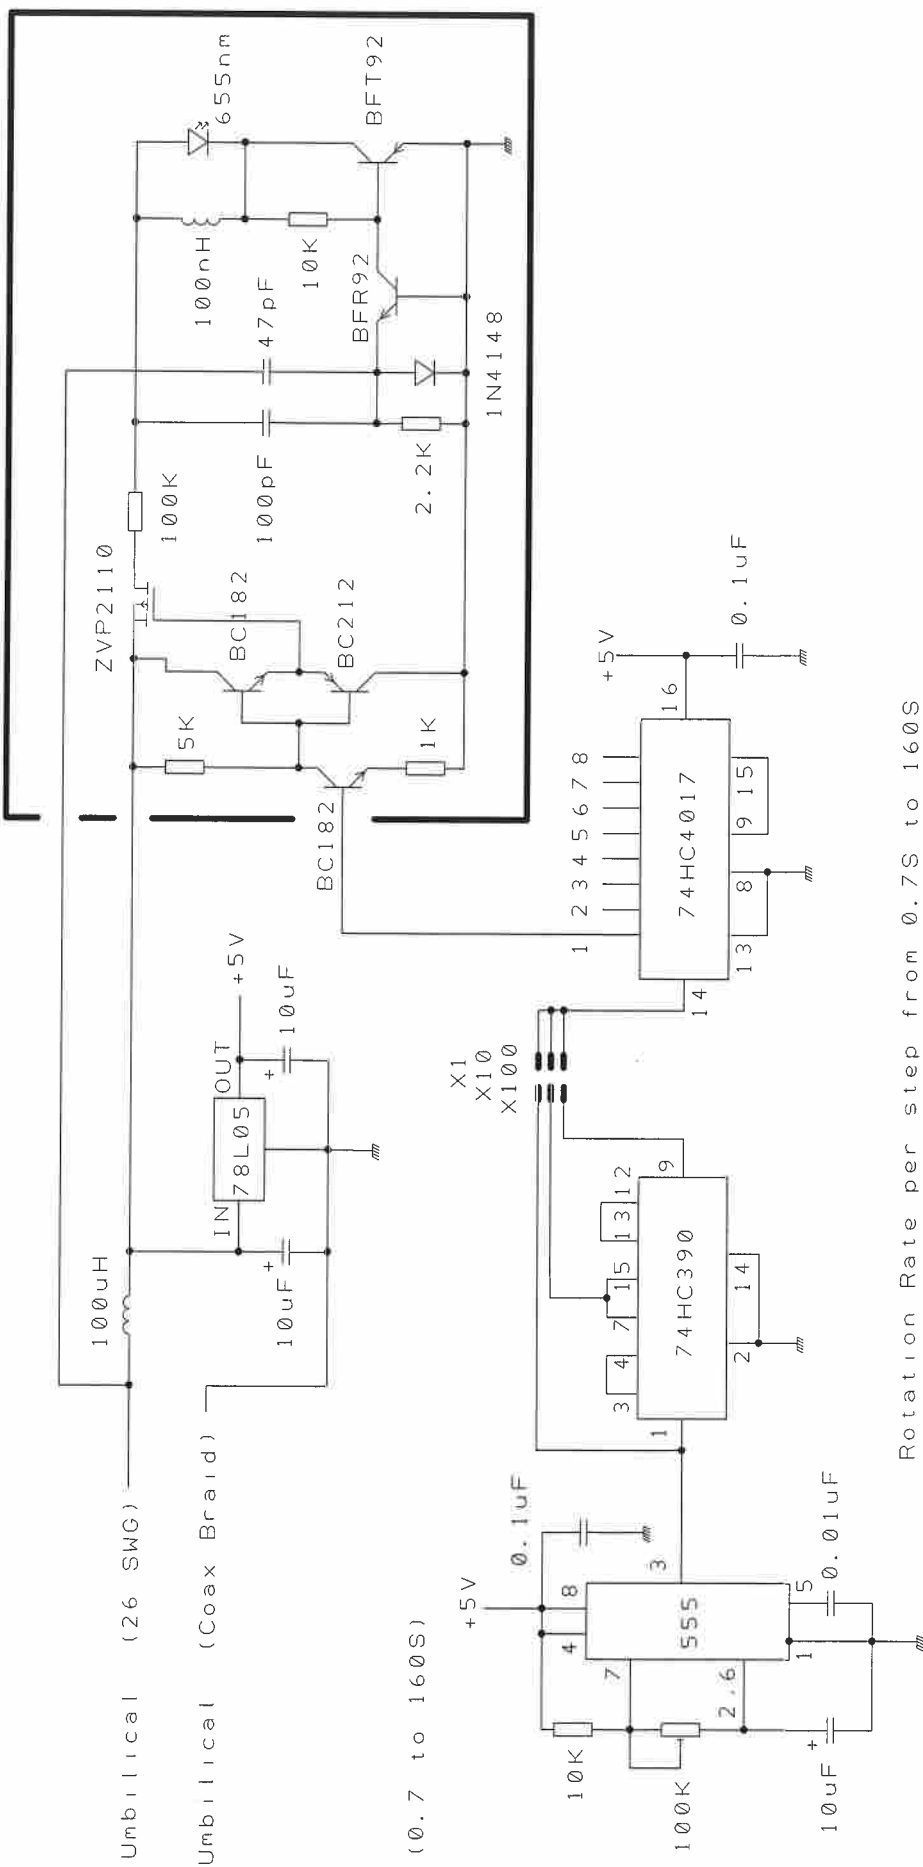 Umbilical (26 SWG)
Umbilical (Coax Braid)
100uH
IN
78L05
OUT
+5V
10uF
+
10uF
+
ZVP2110
5K
BC182
BC182
BC212
1K
100K
100pF
47pF
2.2K
1N4148
BFR92
100nH
10K
655nm
BFT92
(0.7 to 160S)
+5V
0.1uF
10K
100K
10uF
+
4
8
7
2.6
555
3
1
5
0.01uF
X1
X10
X100
1
3
4
7
15
13
12
9
74HC390
2
14
1
2
3
4
5
6
7
8
14
74HC4017
16
13
8
9
15
+5V
0.1uF
Rotation Rate per step from 0.7S to 160S